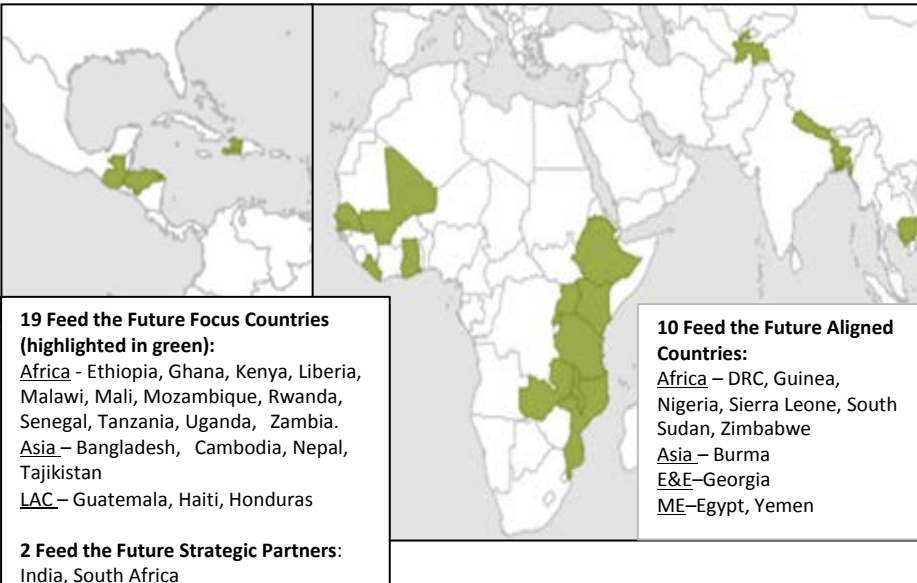 19 Feed the Future Focus Countries
(highlighted in green):
Africa - Ethiopia, Ghana, Kenya, Liberia,
Malawi, Mali, Mozambique, Rwanda,
Senegal, Tanzania, Uganda, Zambia.
Asia – Bangladesh, Cambodia, Nepal,
Tajikistan
LAC – Guatemala, Haiti, Honduras
2 Feed the Future Strategic Partners:
India, South Africa
10 Feed the Future Aligned
Countries:
Africa – DRC, Guinea,
Nigeria, Sierra Leone, South
Sudan, Zimbabwe
Asia – Burma
E&E–Georgia
ME–Egypt, Yemen